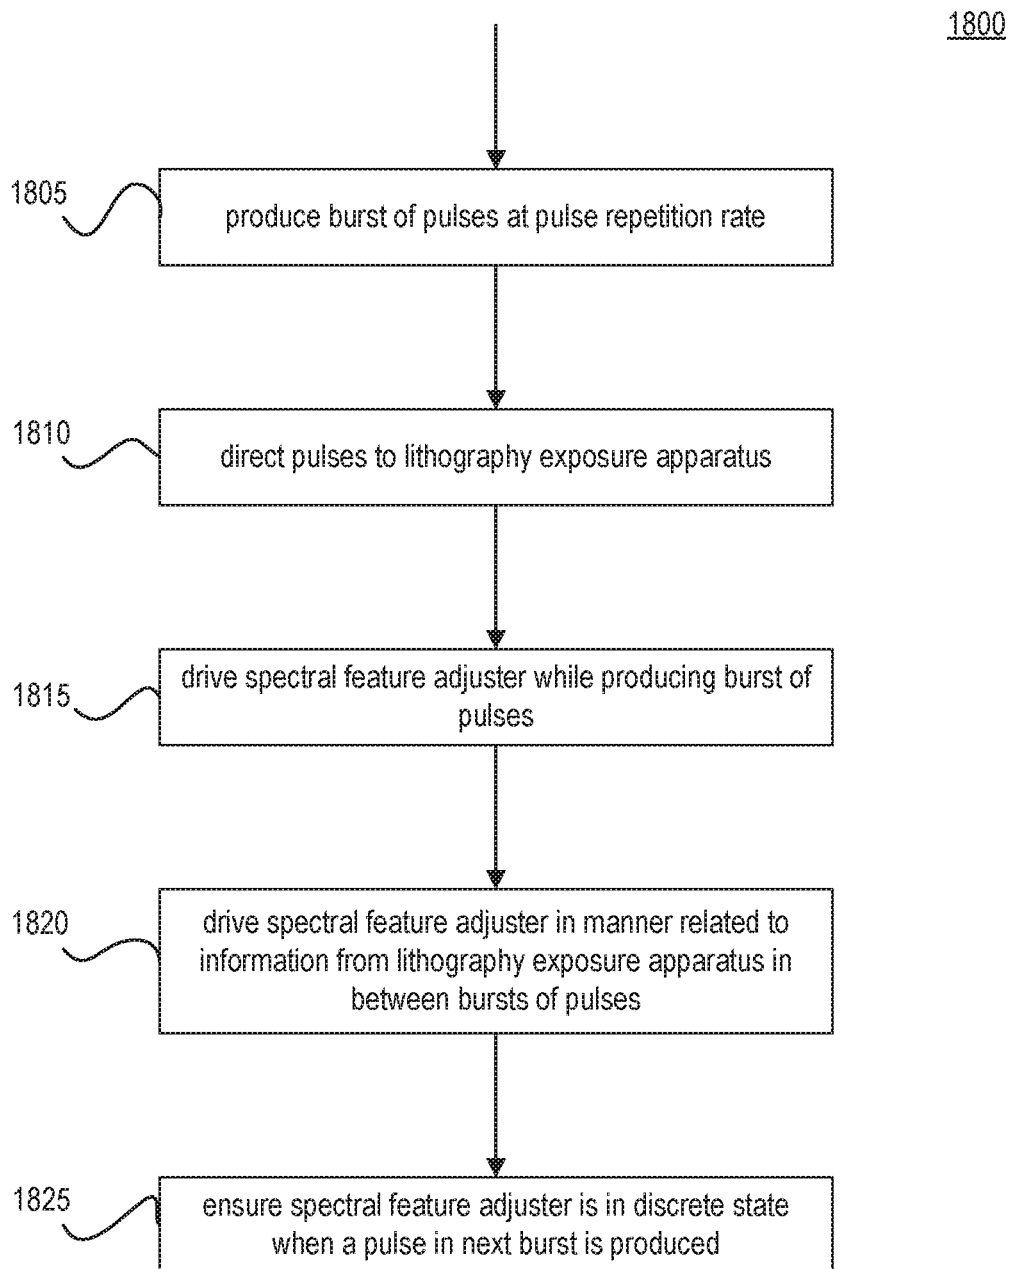 1800
1805
produce burst of pulses at pulse repetition rate
1810
direct pulses to lithography exposure apparatus
1815
drive spectral feature adjuster while producing burst of
pulses
1820
drive spectral feature adjuster in manner related to
information from lithography exposure apparatus in
between bursts of pulses
1825
ensure spectral feature adjuster is in discrete state
when a pulse in next burst is produced